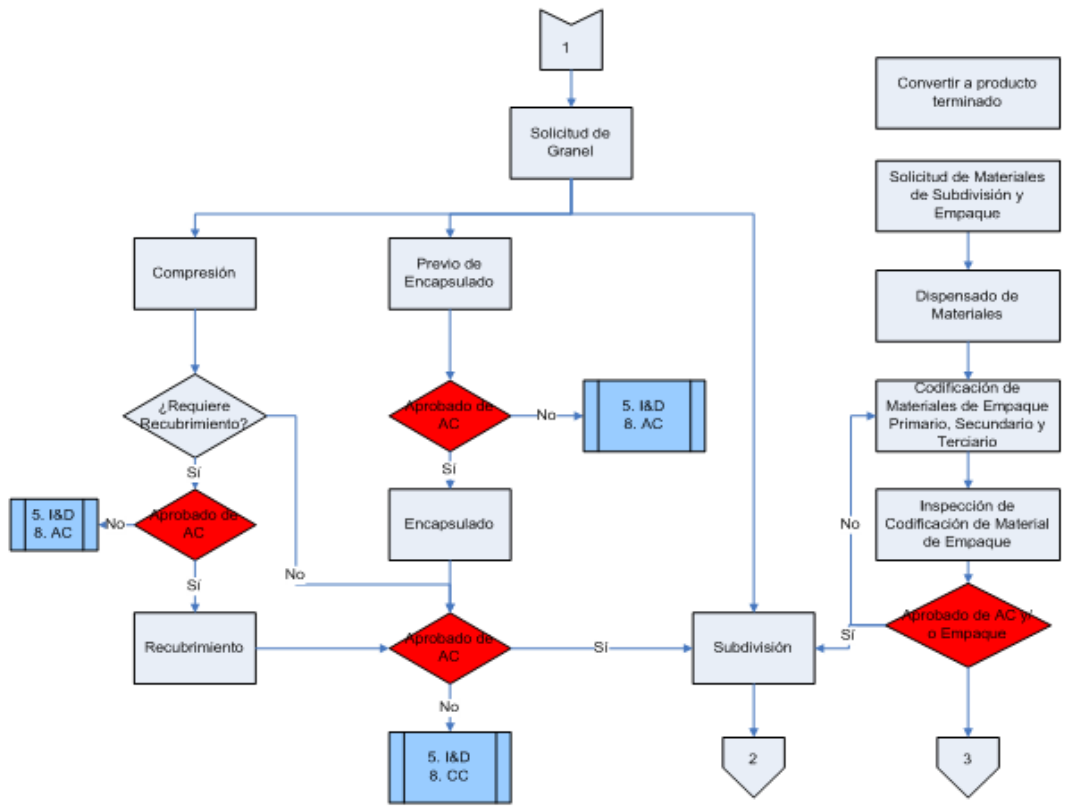 1
Solicitud de
Granel
Compresión
¿Requiere
Recubrimiento?
Sí
Aprobado de
AC
No
5. I&D
8. AC
Sí
Recubrimiento
No
Previo de
Encapsulado
Aprobado de
AC
No
5. I&D
8. AC
Sí
Encapsulado
Aprobado de
AC
Sí
No
5. I&D
8. CC
Subdivisión
2
Convertir a producto
terminado
Solicitud de Materiales
de Subdivisión y
Empaque
Dispensado de
Materiales
Codificación de
Materiales de Empaque
Primario, Secundario y
Terciario
Inspección de
Codificación de Material
de Empaque
No
Aprobado de AC y/
o Empaque
Sí
3